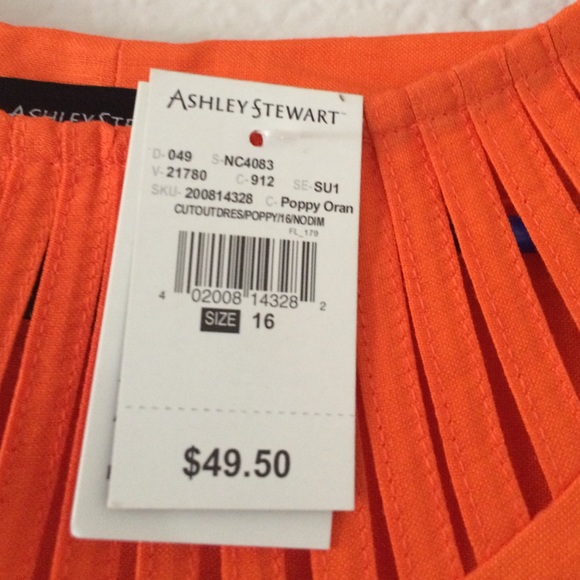 ASHLEY STEWART
ASHLEY STE
D- 049 S- NC4083
V- 21780 C- 912 SE- SU1
SKU- 200814328 C- Poppy Oran
CUTOUTDRES/POPPY/16/NODIM
FL_179
4 02008 14328 2
SIZE 16
$49.50